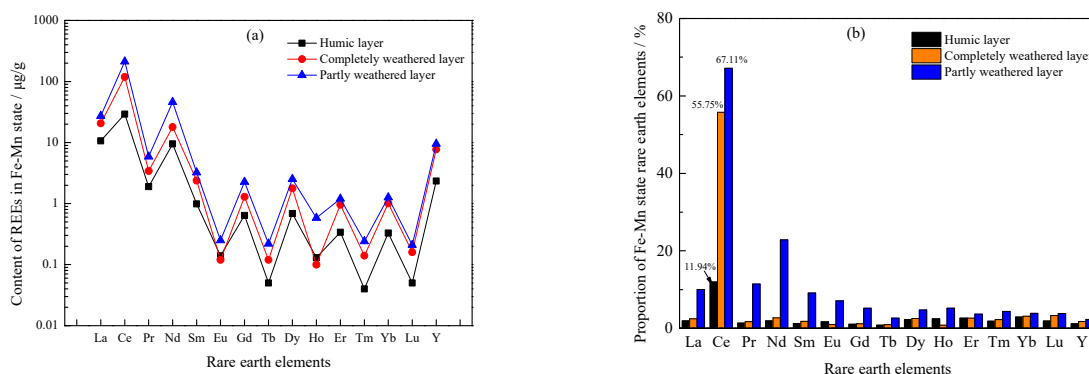 (a)
Humic layer
Completely weathered layer
Partly weathered layer
1000
100
10
1
0.1
0.01
Content of REEs in Fe-Mn state / μg/g
La Ce Pr Nd Sm Eu Gd Tb Dy Ho Er Tm Yb Lu Y
Rare earth elements
(b)
Humic layer
Completely weathered layer
Partly weathered layer
80
60
40
20
0
Proportion of Fe-Mn state rare earth elements / %
67.11%
55.75%
11.94%
La Ce Pr Nd Sm Eu Gd Tb Dy Ho Er Tm Yb Lu Y
Rare earth elements